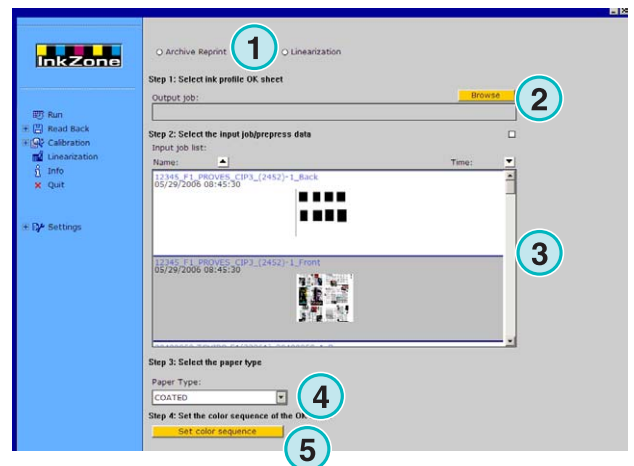 InkZone
Archive Reprint
1
Linearization
Step 1: Select ink profile OK sheet
Output job:
Browse
2
Run
Read Back
Calibration
Linearization
Info
Quit
Settings
Step 2: Select the input job/prepress data
Input job list:
Name:
Time:
12345_F1_PROVES_CIP3_(2452)-1_Back
05/29/2006 08:45:30
3
12345_F1_PROVES_CIP3_(2452)-1_Front
05/29/2006 08:45:30
Step 3: Select the paper type
Paper Type:
COATED
4
Step 4: Set the color sequence of the OK
Set color sequence
5